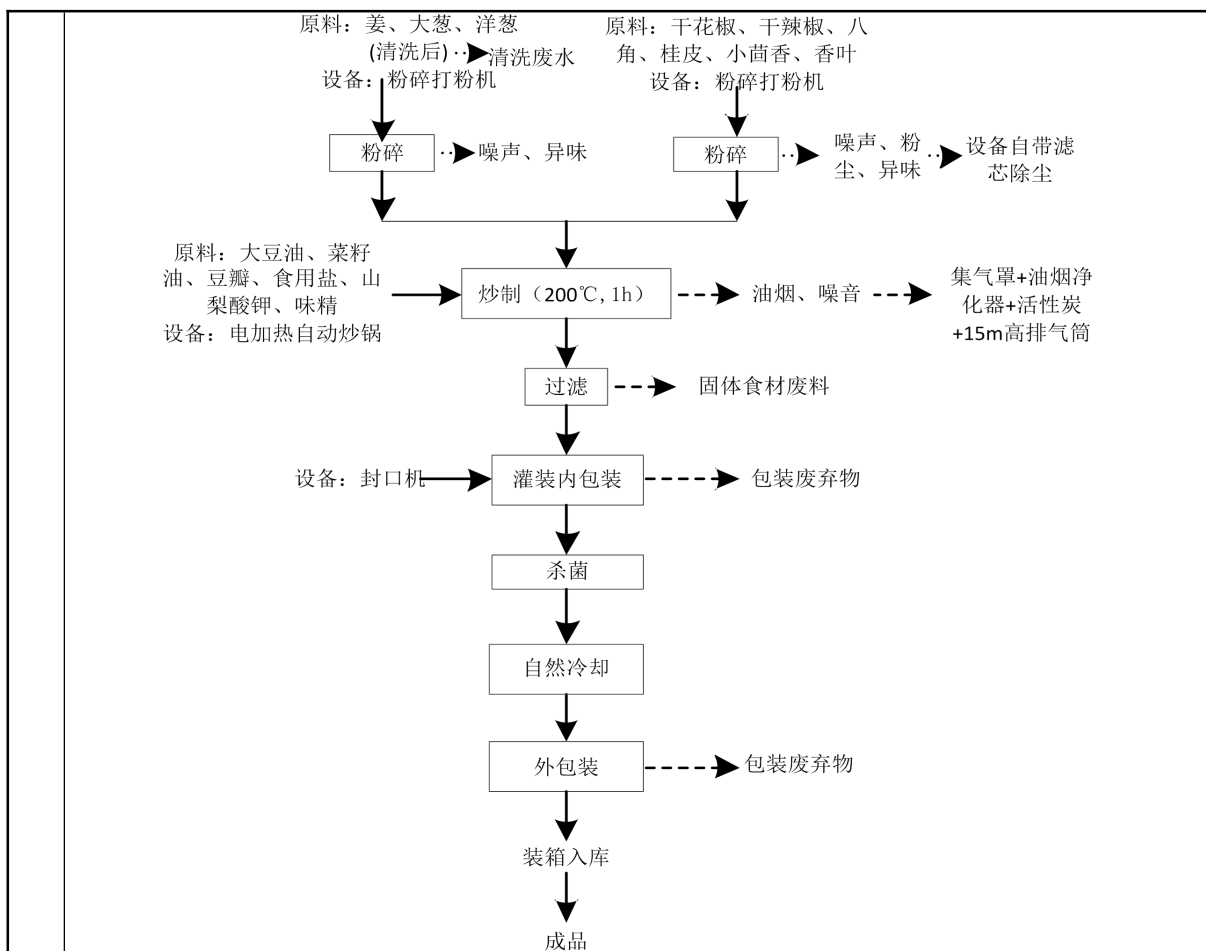 原料：姜、大葱、洋葱
(清洗后)
清洗废水
设备：粉碎打粉机
原料：干花椒、干辣椒、八
角、桂皮、小茴香、香叶
设备：粉碎打粉机
粉碎
噪声、异味
粉碎
噪声、粉
尘、异味
设备自带滤
芯除尘
原料：大豆油、菜籽
油、豆瓣、食用盐、山
梨酸钾、味精
设备：电加热自动炒锅
炒制（200℃, 1h）
油烟、噪音
集气罩+油烟净
化器+活性炭
+15m高排气筒
过滤
固体食材废料
设备：封口机
灌装内包装
包装废弃物
杀菌
自然冷却
外包装
包装废弃物
装箱入库
成品